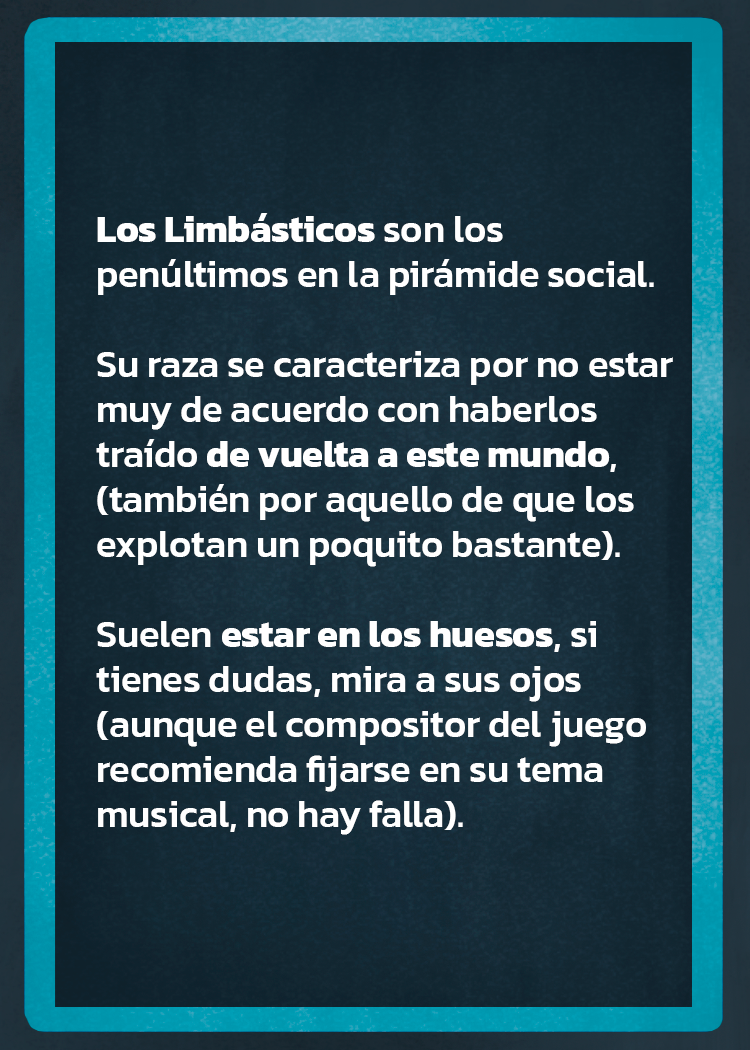 Los Limbásticos son los
penúltimos en la pirámide social.
Su raza se caracteriza por no estar
muy de acuerdo con haberlos
traído de vuelta a este mundo,
(también por aquello de que los
explotan un poquito bastante).
Suelen estar en los huesos, si
tienes dudas, mira a sus ojos
(aunque el compositor del juego
recomienda fijarse en su tema
musical, no hay falla).